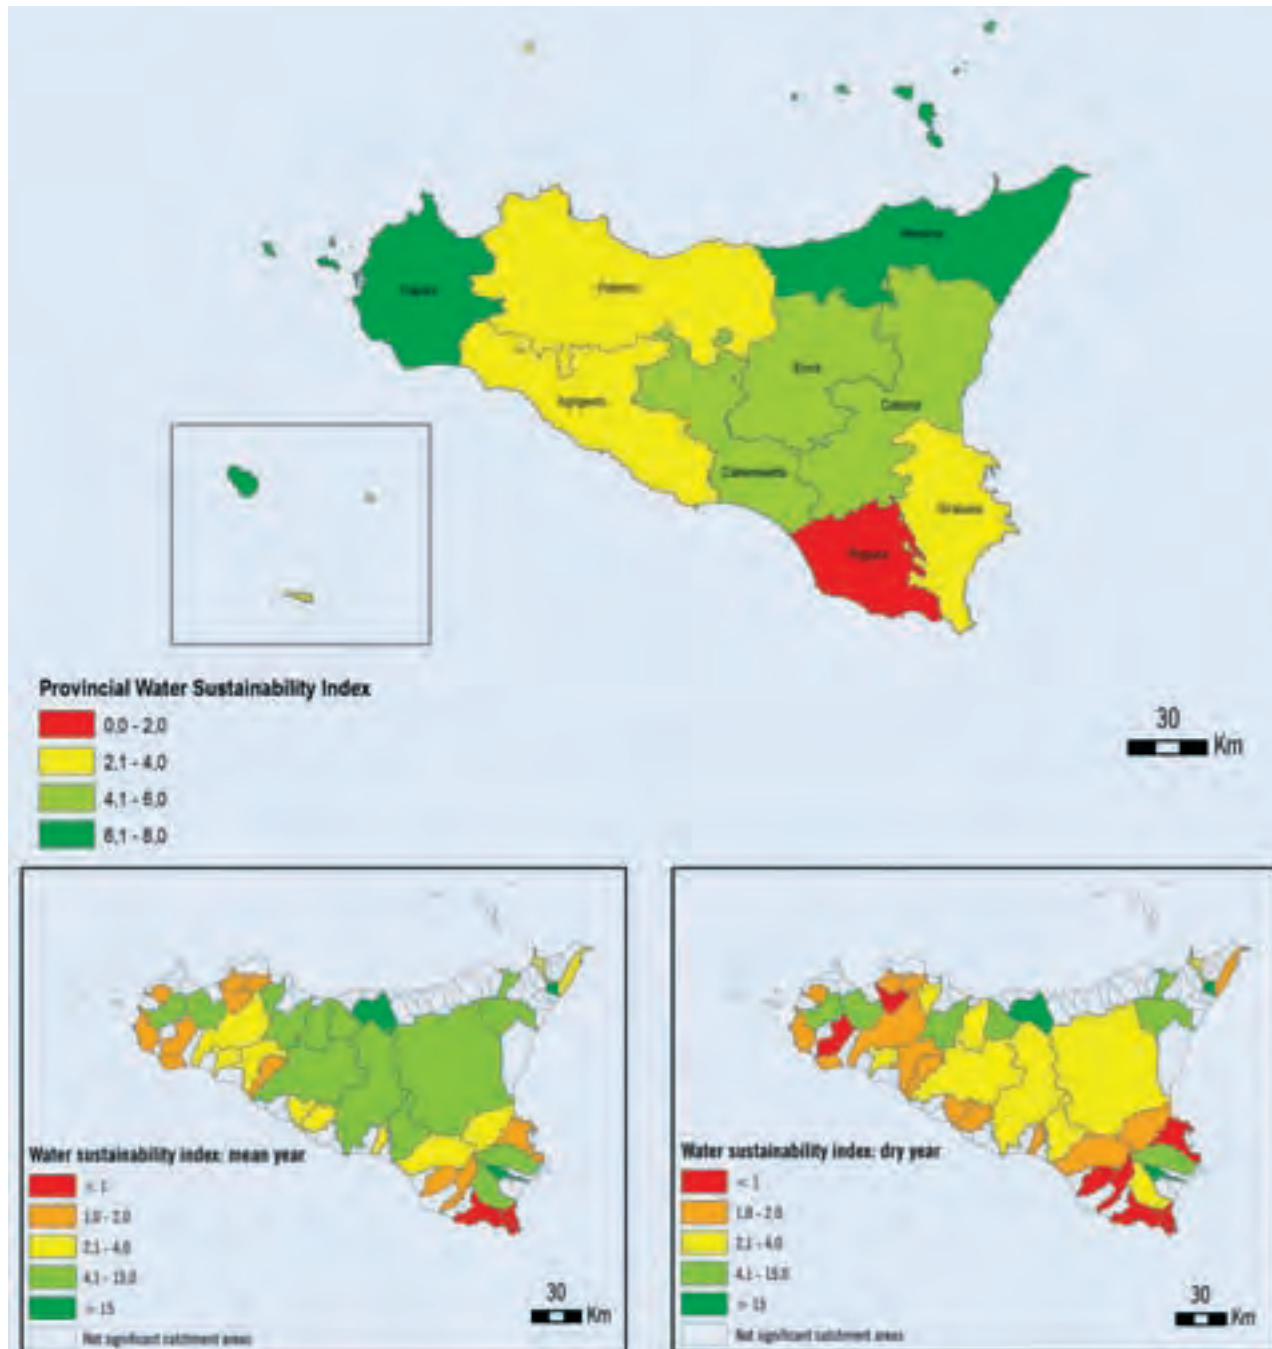 Messina
Trapani
Palermo
Enna
Agrigento
Catania
Caltanissetta
Siracusa
Ragusa
Provincial Water Sustainability Index
0,0 - 2,0
2,1 - 4,0
4,1 - 6,0
6,1 - 8,0
30
Km
Water sustainability index: mean year
< 1
1,0 - 2,0
2,1 - 4,0
4,1 - 15,0
> 15
Not significant catchment areas
30
Km
Water sustainability index: dry year
< 1
1,0 - 2,0
2,1 - 4,0
4,1 - 15,0
> 15
Not significant catchment areas
30
Km